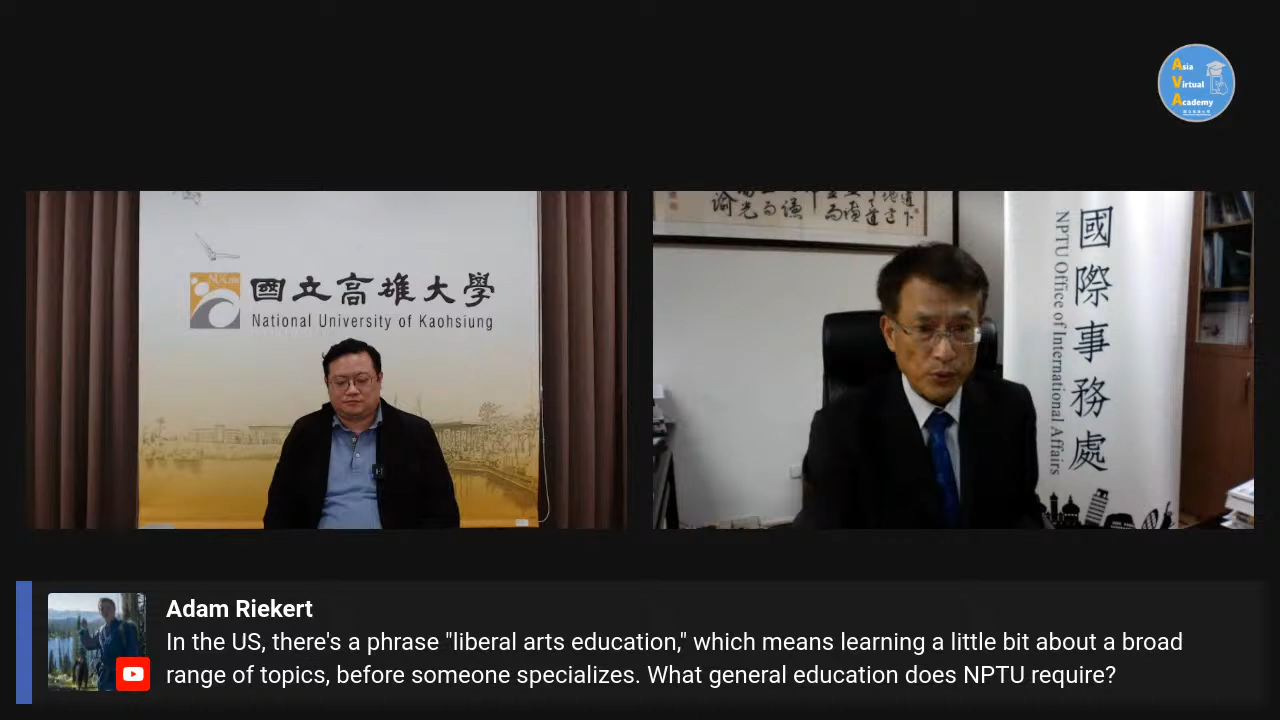 Asia
Virtual
Academy
國立高雄大學
National University of Kaohsiung
國際事務處
NPTU Office of International Affairs
Adam Riekert
In the US, there's a phrase "liberal arts education," which means learning a little bit about a broad
range of topics, before someone specializes. What general education does NPTU require?